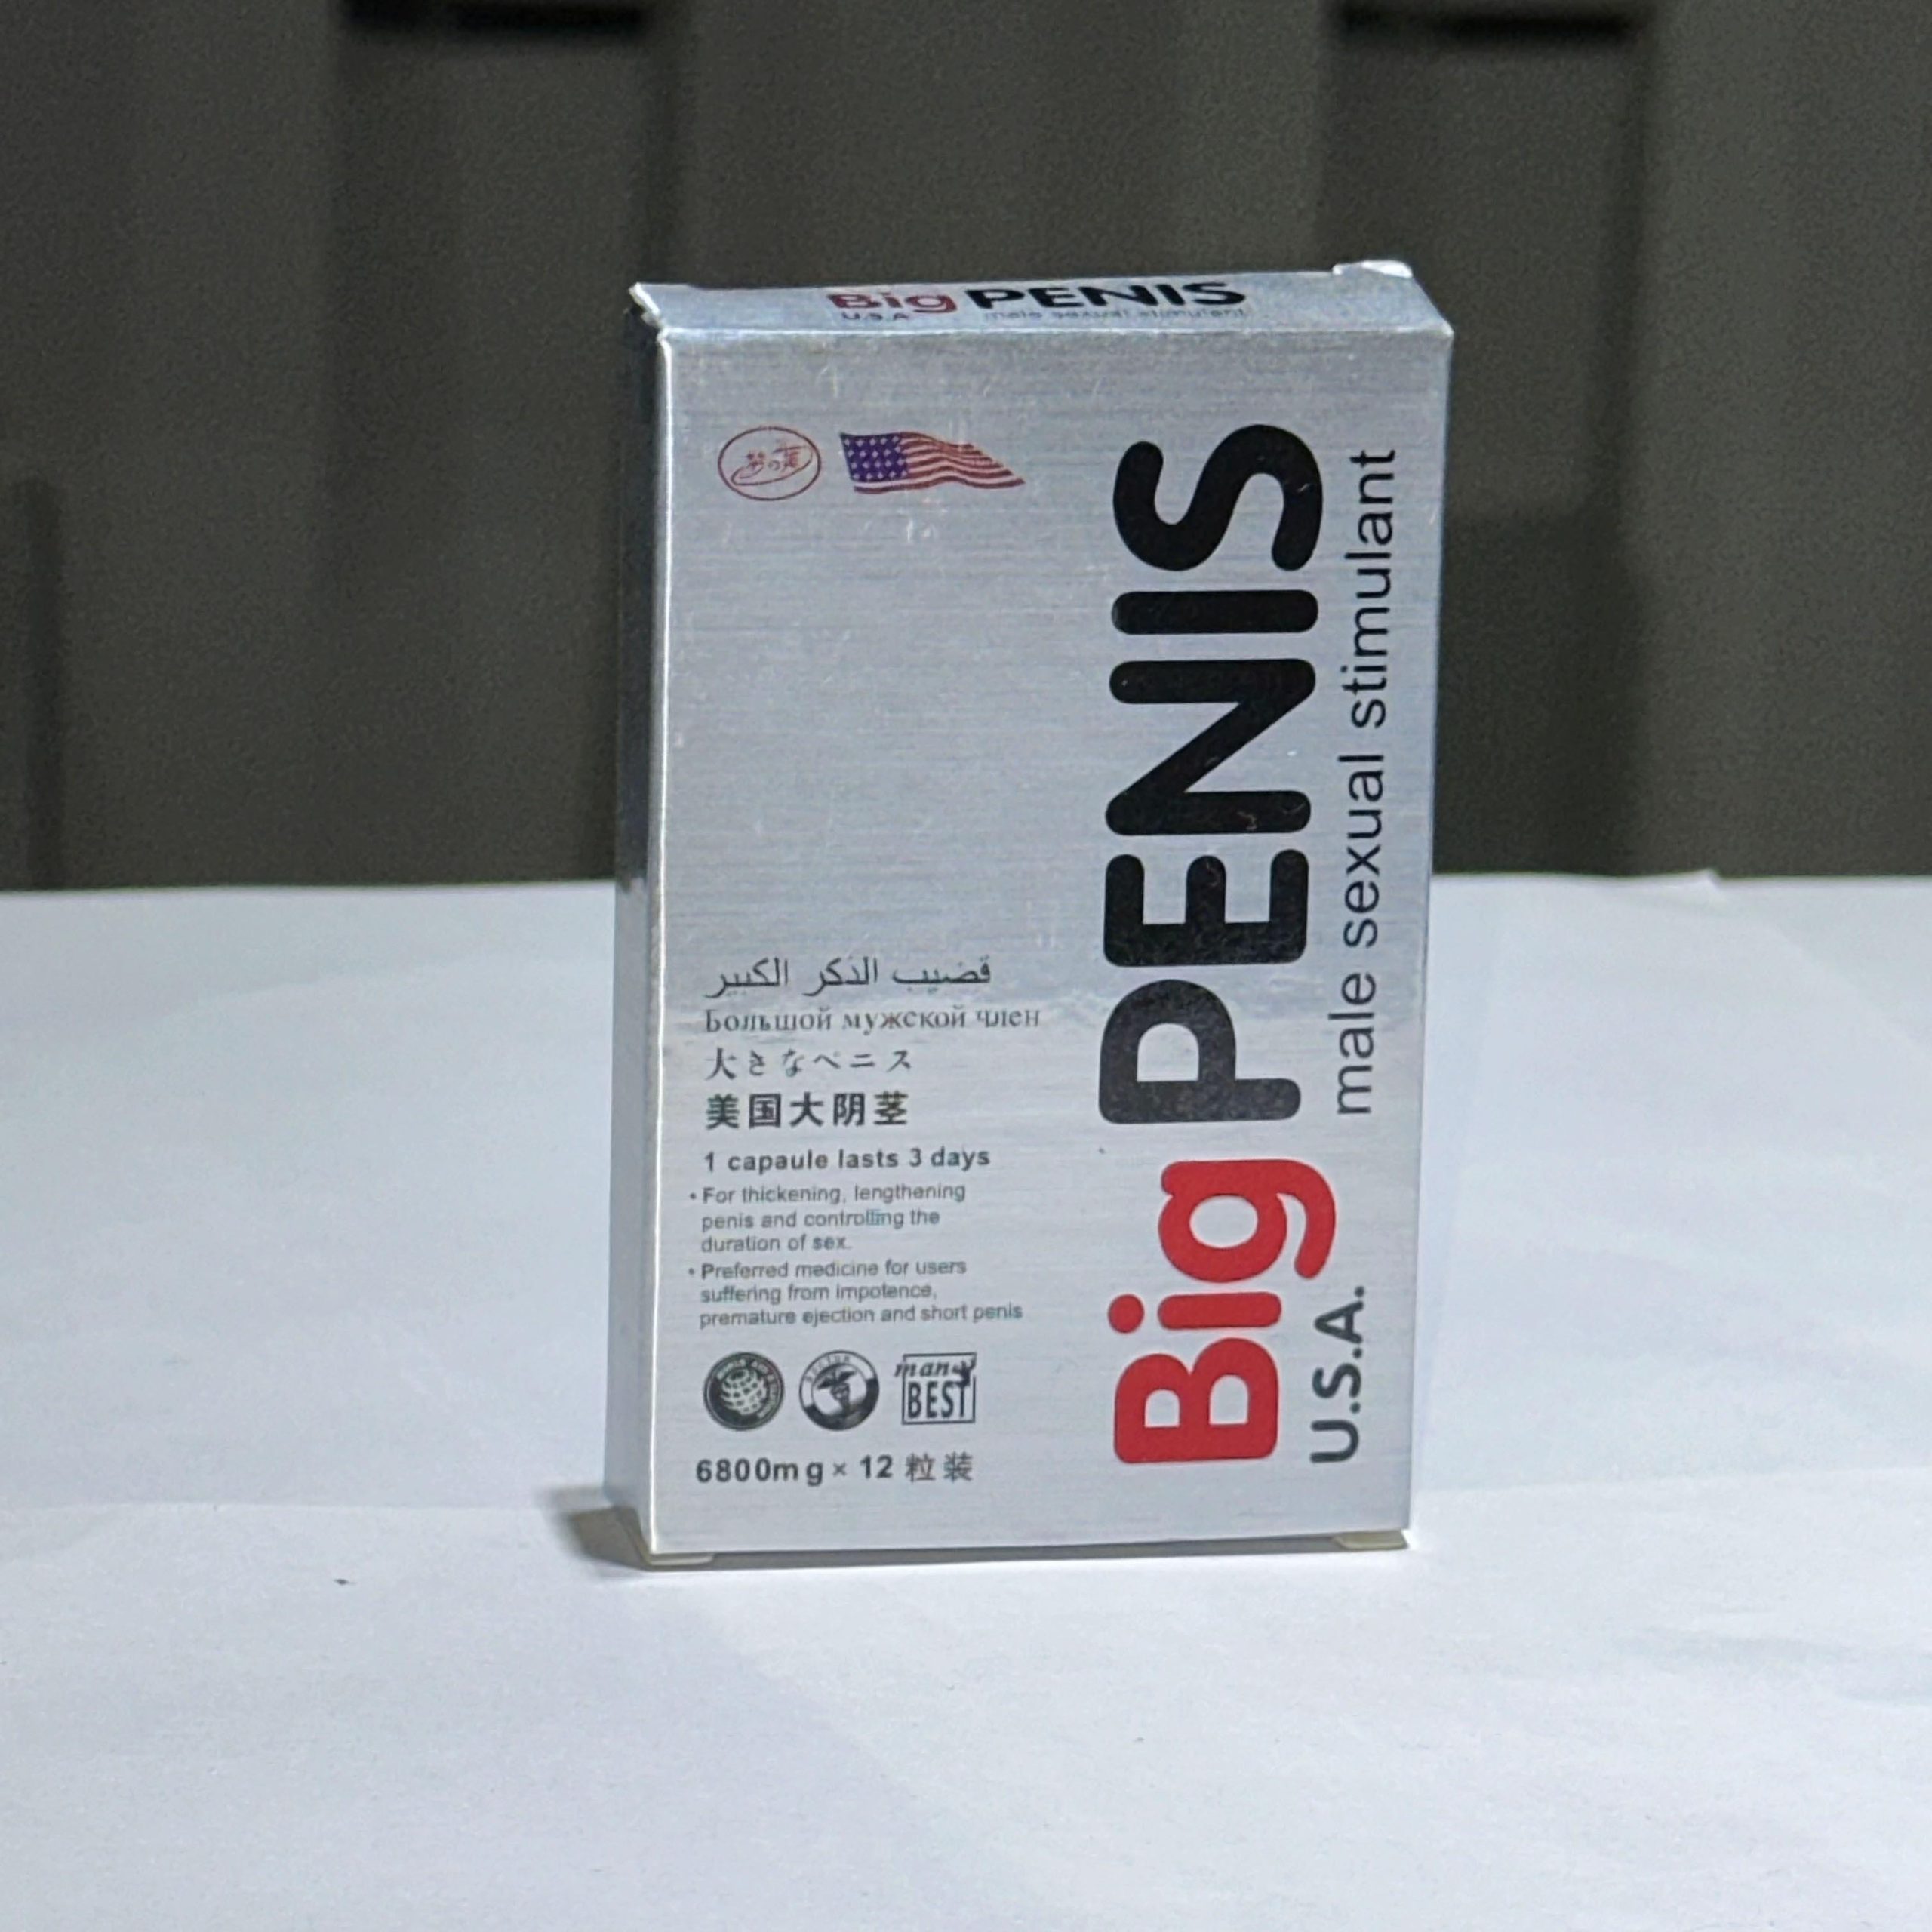 Big PENIS
U.S.A. male sexual stimulant
Big PENIS
U.S.A. male sexual stimulant
قضيب الذكر الكبير
Большой мужской член
大きなペニス
美国大阴茎
1 capaule lasts 3 days
• For thickening, lengthening
penis and controlling the
duration of sex.
• Preferred medicine for users
suffering from impotence,
premature ejection and short penis
man's
BEST
6800mg × 12 粒装